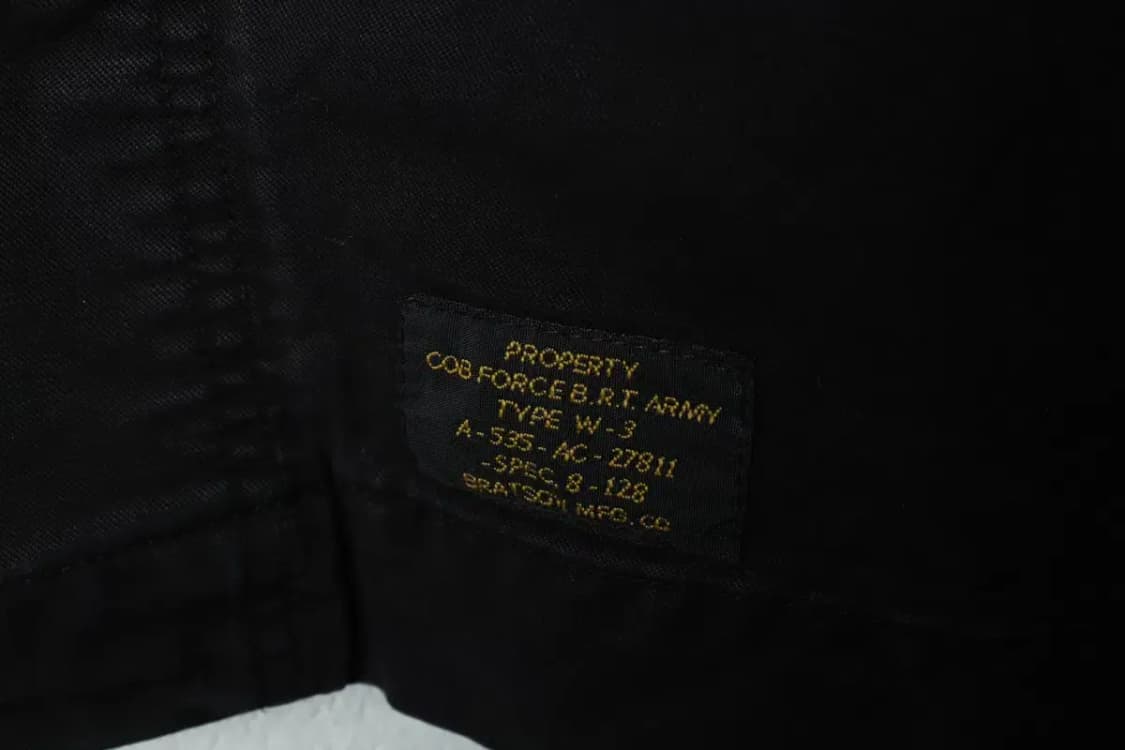 PROPERTY
COB FORCE B.R.T. ARMY
TYPE W-3
A-535-AC-27811
-SPEC. 8-128
BRATSON MFG. CO